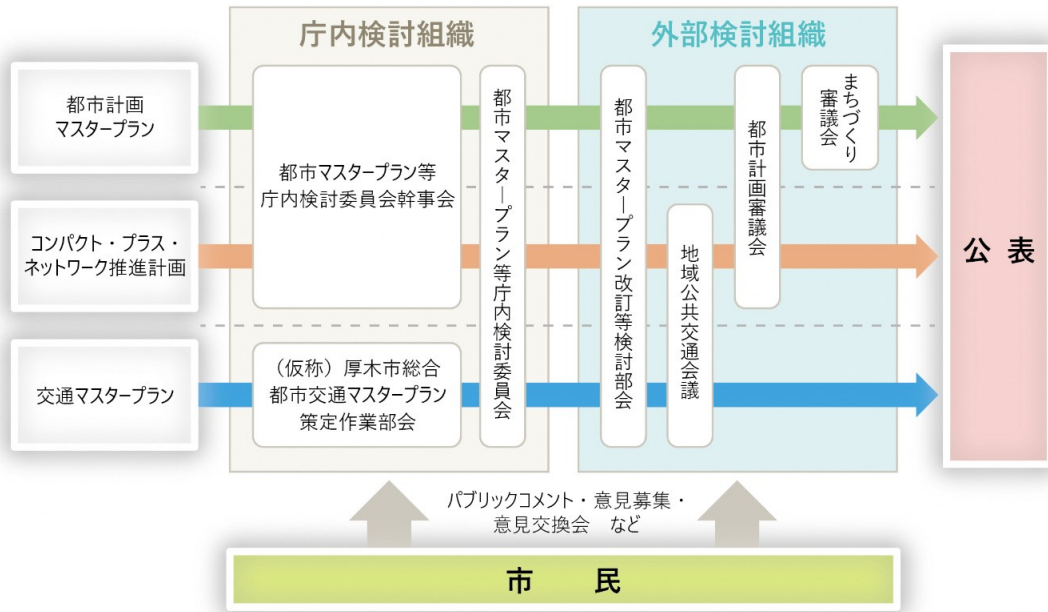 庁内検討組織
外部検討組織
都市計画
マスタープラン
コンパクト・プラス・
ネットワーク推進計画
交通マスタープラン
都市マスタープラン等
庁内検討委員会幹事会
（仮称）厚木市総合
都市交通マスタープラン
策定作業部会
都市マスタープラン等庁内検討委員会
都市マスタープラン改訂等検討部会
地域公共交通会議
都市計画審議会
まちづくり
審議会
公表
パブリックコメント・意見募集・
意見交換会　など
市　民